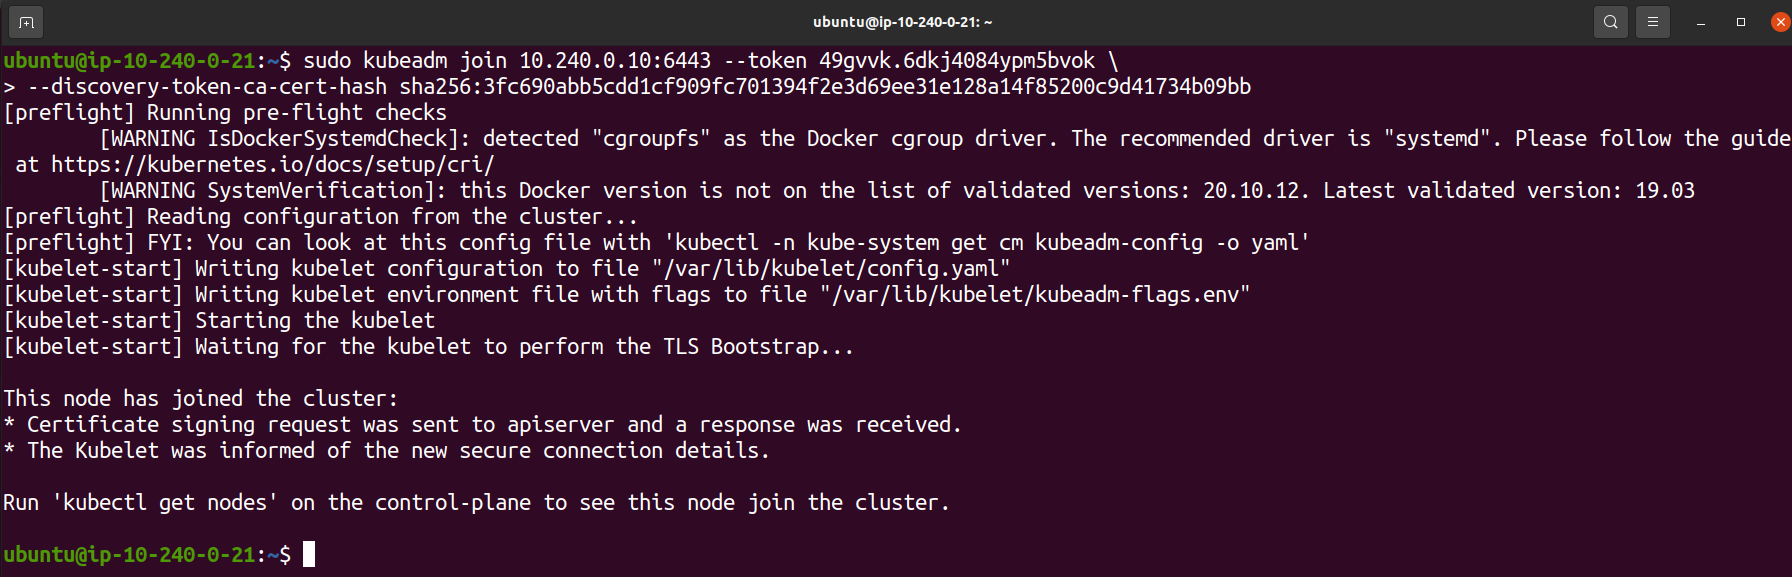 ubuntu@ip-10-240-0-21: ~
ubuntu@ip-10-240-0-21:~$ sudo kubeadm join 10.240.0.10:6443 --token 49gvvk.6dkj4084ypm5bvok \
> --discovery-token-ca-cert-hash sha256:3fc690abb5cdd1cf909fc701394f2e3d69ee31e128a14f85200c9d41734b09bb
[preflight] Running pre-flight checks
        [WARNING IsDockerSystemdCheck]: detected "cgroupfs" as the Docker cgroup driver. The recommended driver is "systemd". Please follow the guide
 at https://kubernetes.io/docs/setup/cri/
        [WARNING SystemVerification]: this Docker version is not on the list of validated versions: 20.10.12. Latest validated version: 19.03
[preflight] Reading configuration from the cluster...
[preflight] FYI: You can look at this config file with 'kubectl -n kube-system get cm kubeadm-config -o yaml'
[kubelet-start] Writing kubelet configuration to file "/var/lib/kubelet/config.yaml"
[kubelet-start] Writing kubelet environment file with flags to file "/var/lib/kubelet/kubeadm-flags.env"
[kubelet-start] Starting the kubelet
[kubelet-start] Waiting for the kubelet to perform the TLS Bootstrap...

This node has joined the cluster:
* Certificate signing request was sent to apiserver and a response was received.
* The Kubelet was informed of the new secure connection details.

Run 'kubectl get nodes' on the control-plane to see this node join the cluster.

ubuntu@ip-10-240-0-21:~$